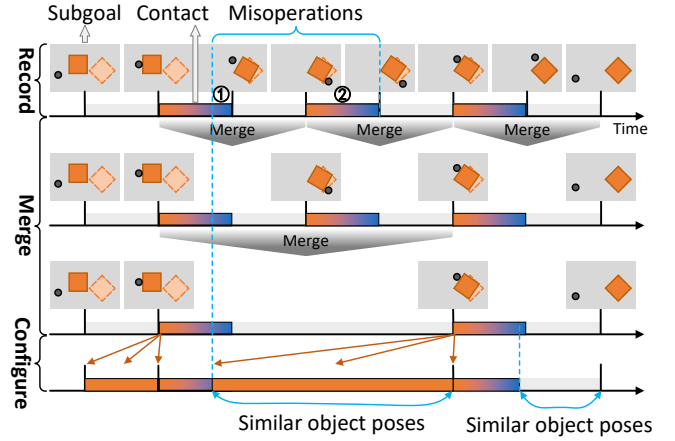 Subgoal Contact Misoperations
Record
① ②
Merge Merge Merge Time
Merge
Merge
Configure
Similar object poses Similar object poses